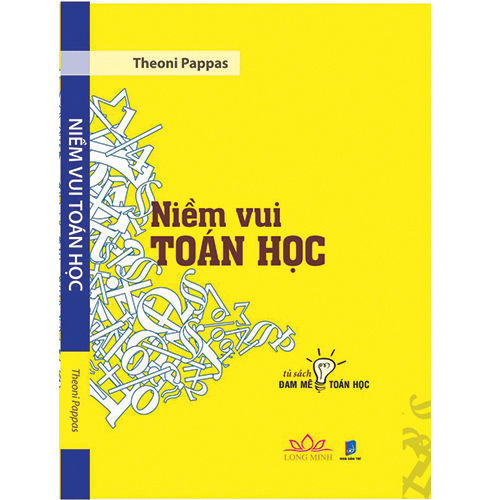 Theoni Pappas
NIỀM VUI TOÁN HỌC
Theoni Pappas
Niềm vui
TOÁN HỌC
tủ sách
ĐAM MÊ TOÁN HỌC
LONG MINH